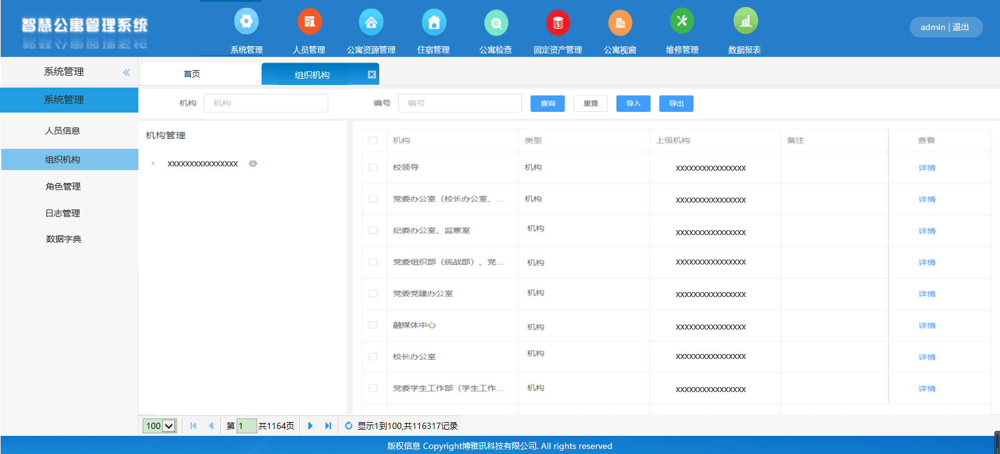 智慧公寓管理系统
系统管理 人员管理 公寓资源管理 住宿管理 公寓检查 固定资产管理 公寓视窗 维修管理 数据报表
admin | 退出
系统管理 «
首页 组织机构
系统管理
人员信息
组织机构
角色管理
日志管理
数据字典
机构 机构 编号 编号 查询 重置 导入 导出
机构管理
xxxxxxxxxxxxxxxx
机构 类型 上级机构 备注 查看
校领导 机构 xxxxxxxxxxxxxxxx 详情
党委办公室（校长办公室、... 机构 xxxxxxxxxxxxxxxx 详情
纪委办公室、监察室 机构 xxxxxxxxxxxxxxxx 详情
党委组织部（统战部）、党... 机构 xxxxxxxxxxxxxxxx 详情
党委党建办公室 机构 xxxxxxxxxxxxxxxx 详情
融媒体中心 机构 xxxxxxxxxxxxxxxx 详情
校长办公室 机构 xxxxxxxxxxxxxxxx 详情
党委学生工作部（学生工作... 机构 xxxxxxxxxxxxxxxx 详情
100 第 1 共1164页 显示1到100,共116317记录
版权信息 Copyright博雅讯科技有限公司. All rights reserved